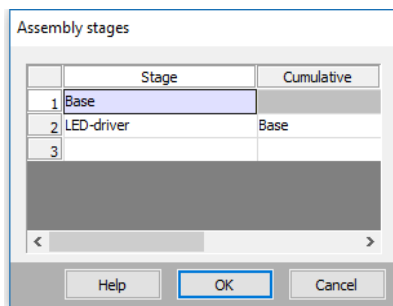 Assembly stages
Stage Cumulative
1 Base
2 LED-driver Base
3
Help OK Cancel